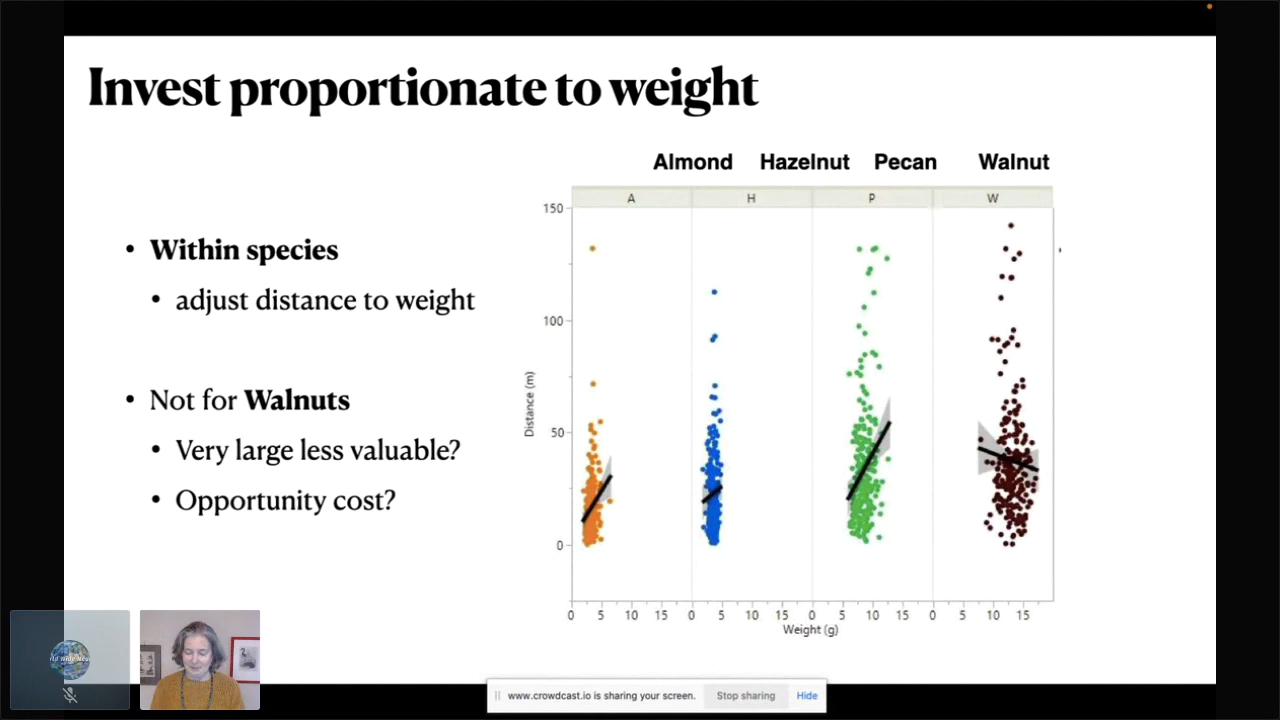 Invest proportionate to weight
Almond Hazelnut Pecan Walnut
A H P W
• Within species
• adjust distance to weight
• Not for Walnuts
• Very large less valuable?
• Opportunity cost?
150
100
50
0
Distance (m)
0 5 10 15 0 5 10 15 0 5 10 15 0 5 10 15
Weight (g)
www.crowdcast.io is sharing your screen. Stop sharing Hide